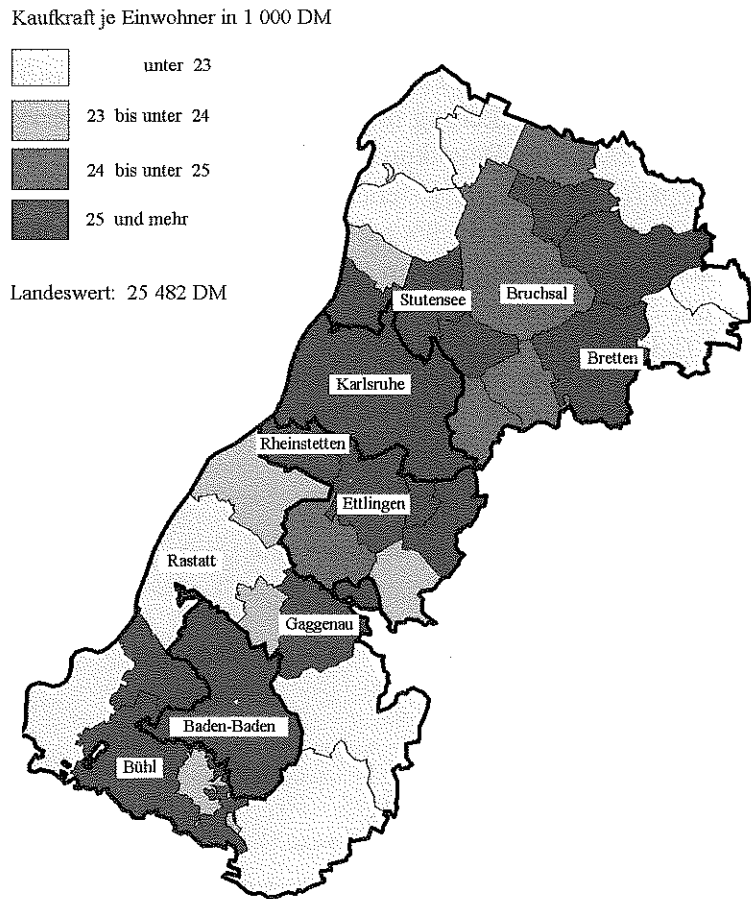 Kaufkraft je Einwohner in 1 000 DM
unter 23
23 bis unter 24
24 bis unter 25
25 und mehr
Landeswert: 25 482 DM
Stutensee
Bruchsal
Bretten
Karlsruhe
Rheinstetten
Ettlingen
Rastatt
Gaggenau
Baden-Baden
Bühl